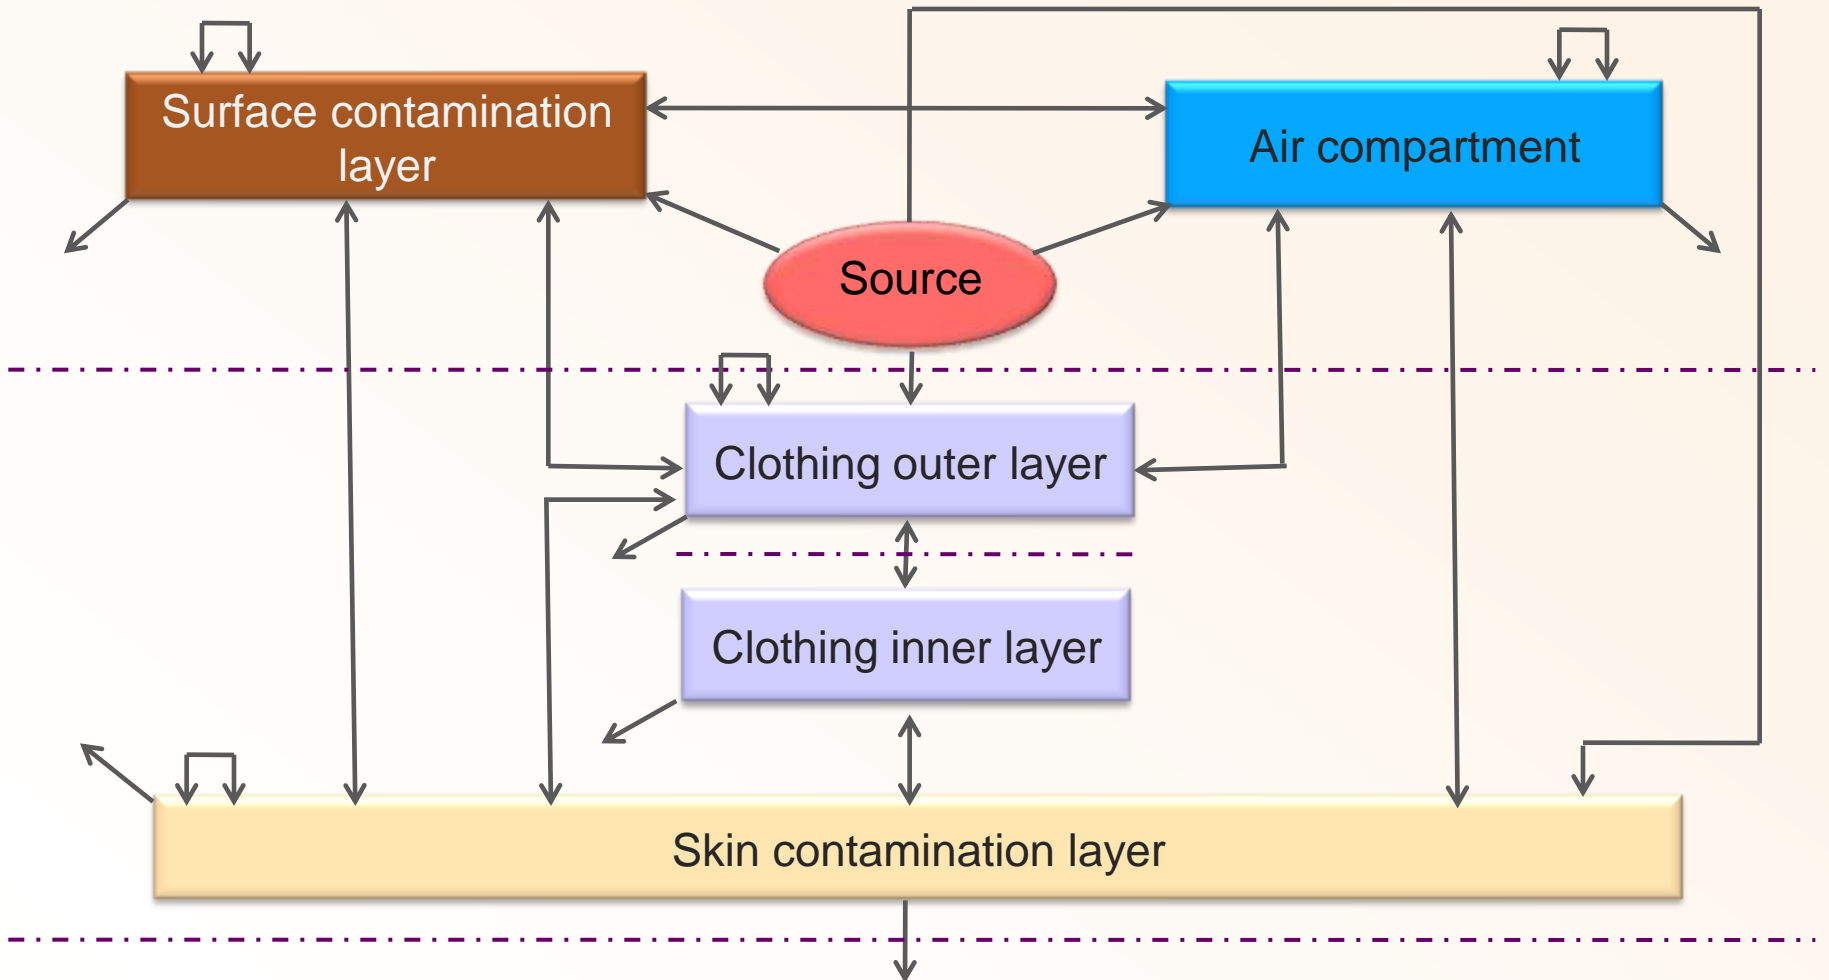 Surface contamination
layer
Air compartment
Source
Clothing outer layer
Clothing inner layer
Skin contamination layer